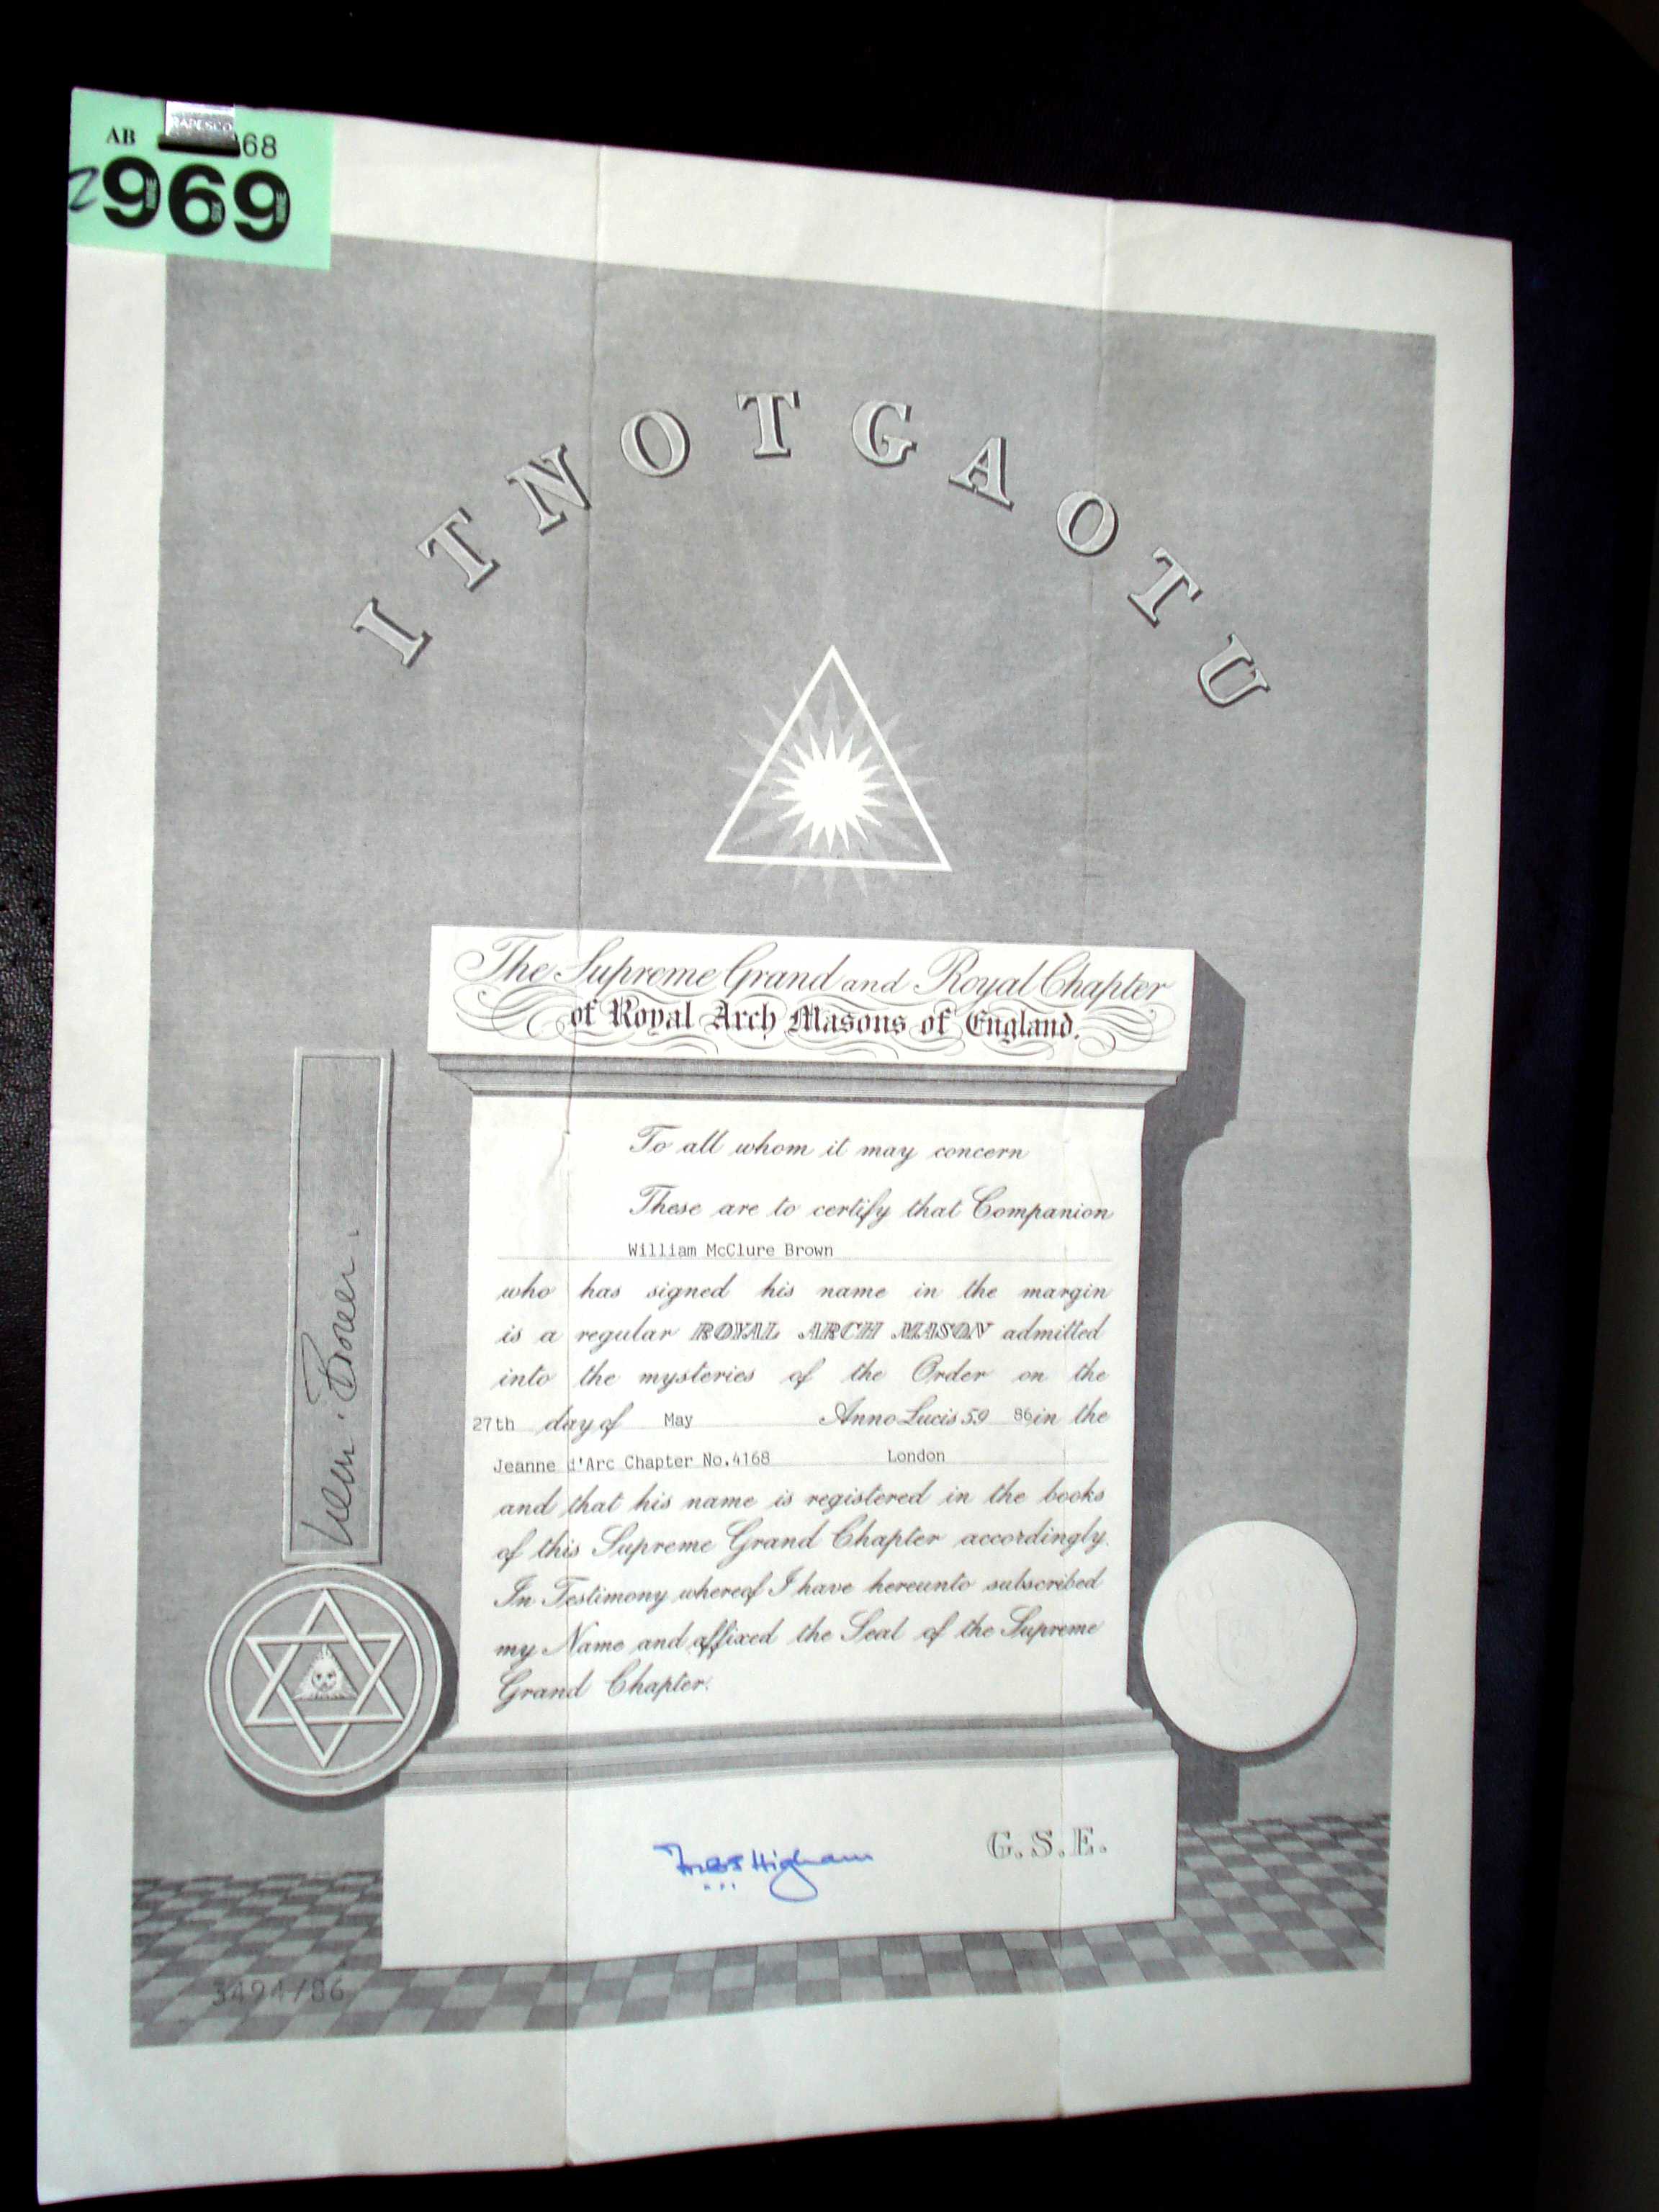 AB 68
RAPESCO
969
I T N O T G A O T U
The Supreme Grand and Royal Chapter
of Royal Arch Masons of England.
To all whom it may concern
These are to certify that Companion
William McClure Brown
who has signed his name in the margin
is a regular ROYAL ARCH MASON admitted
into the mysteries of the Order on the
27th day of May Anno Lucis 59 86 in the
Jeanne d'Arc Chapter No.4168 London
and that his name is registered in the books
of this Supreme Grand Chapter accordingly.
In Testimony whereof I have hereunto subscribed
my Name and affixed the Seal of the Supreme
Grand Chapter.
Brown.
Higham
G.S.E.
3494/86